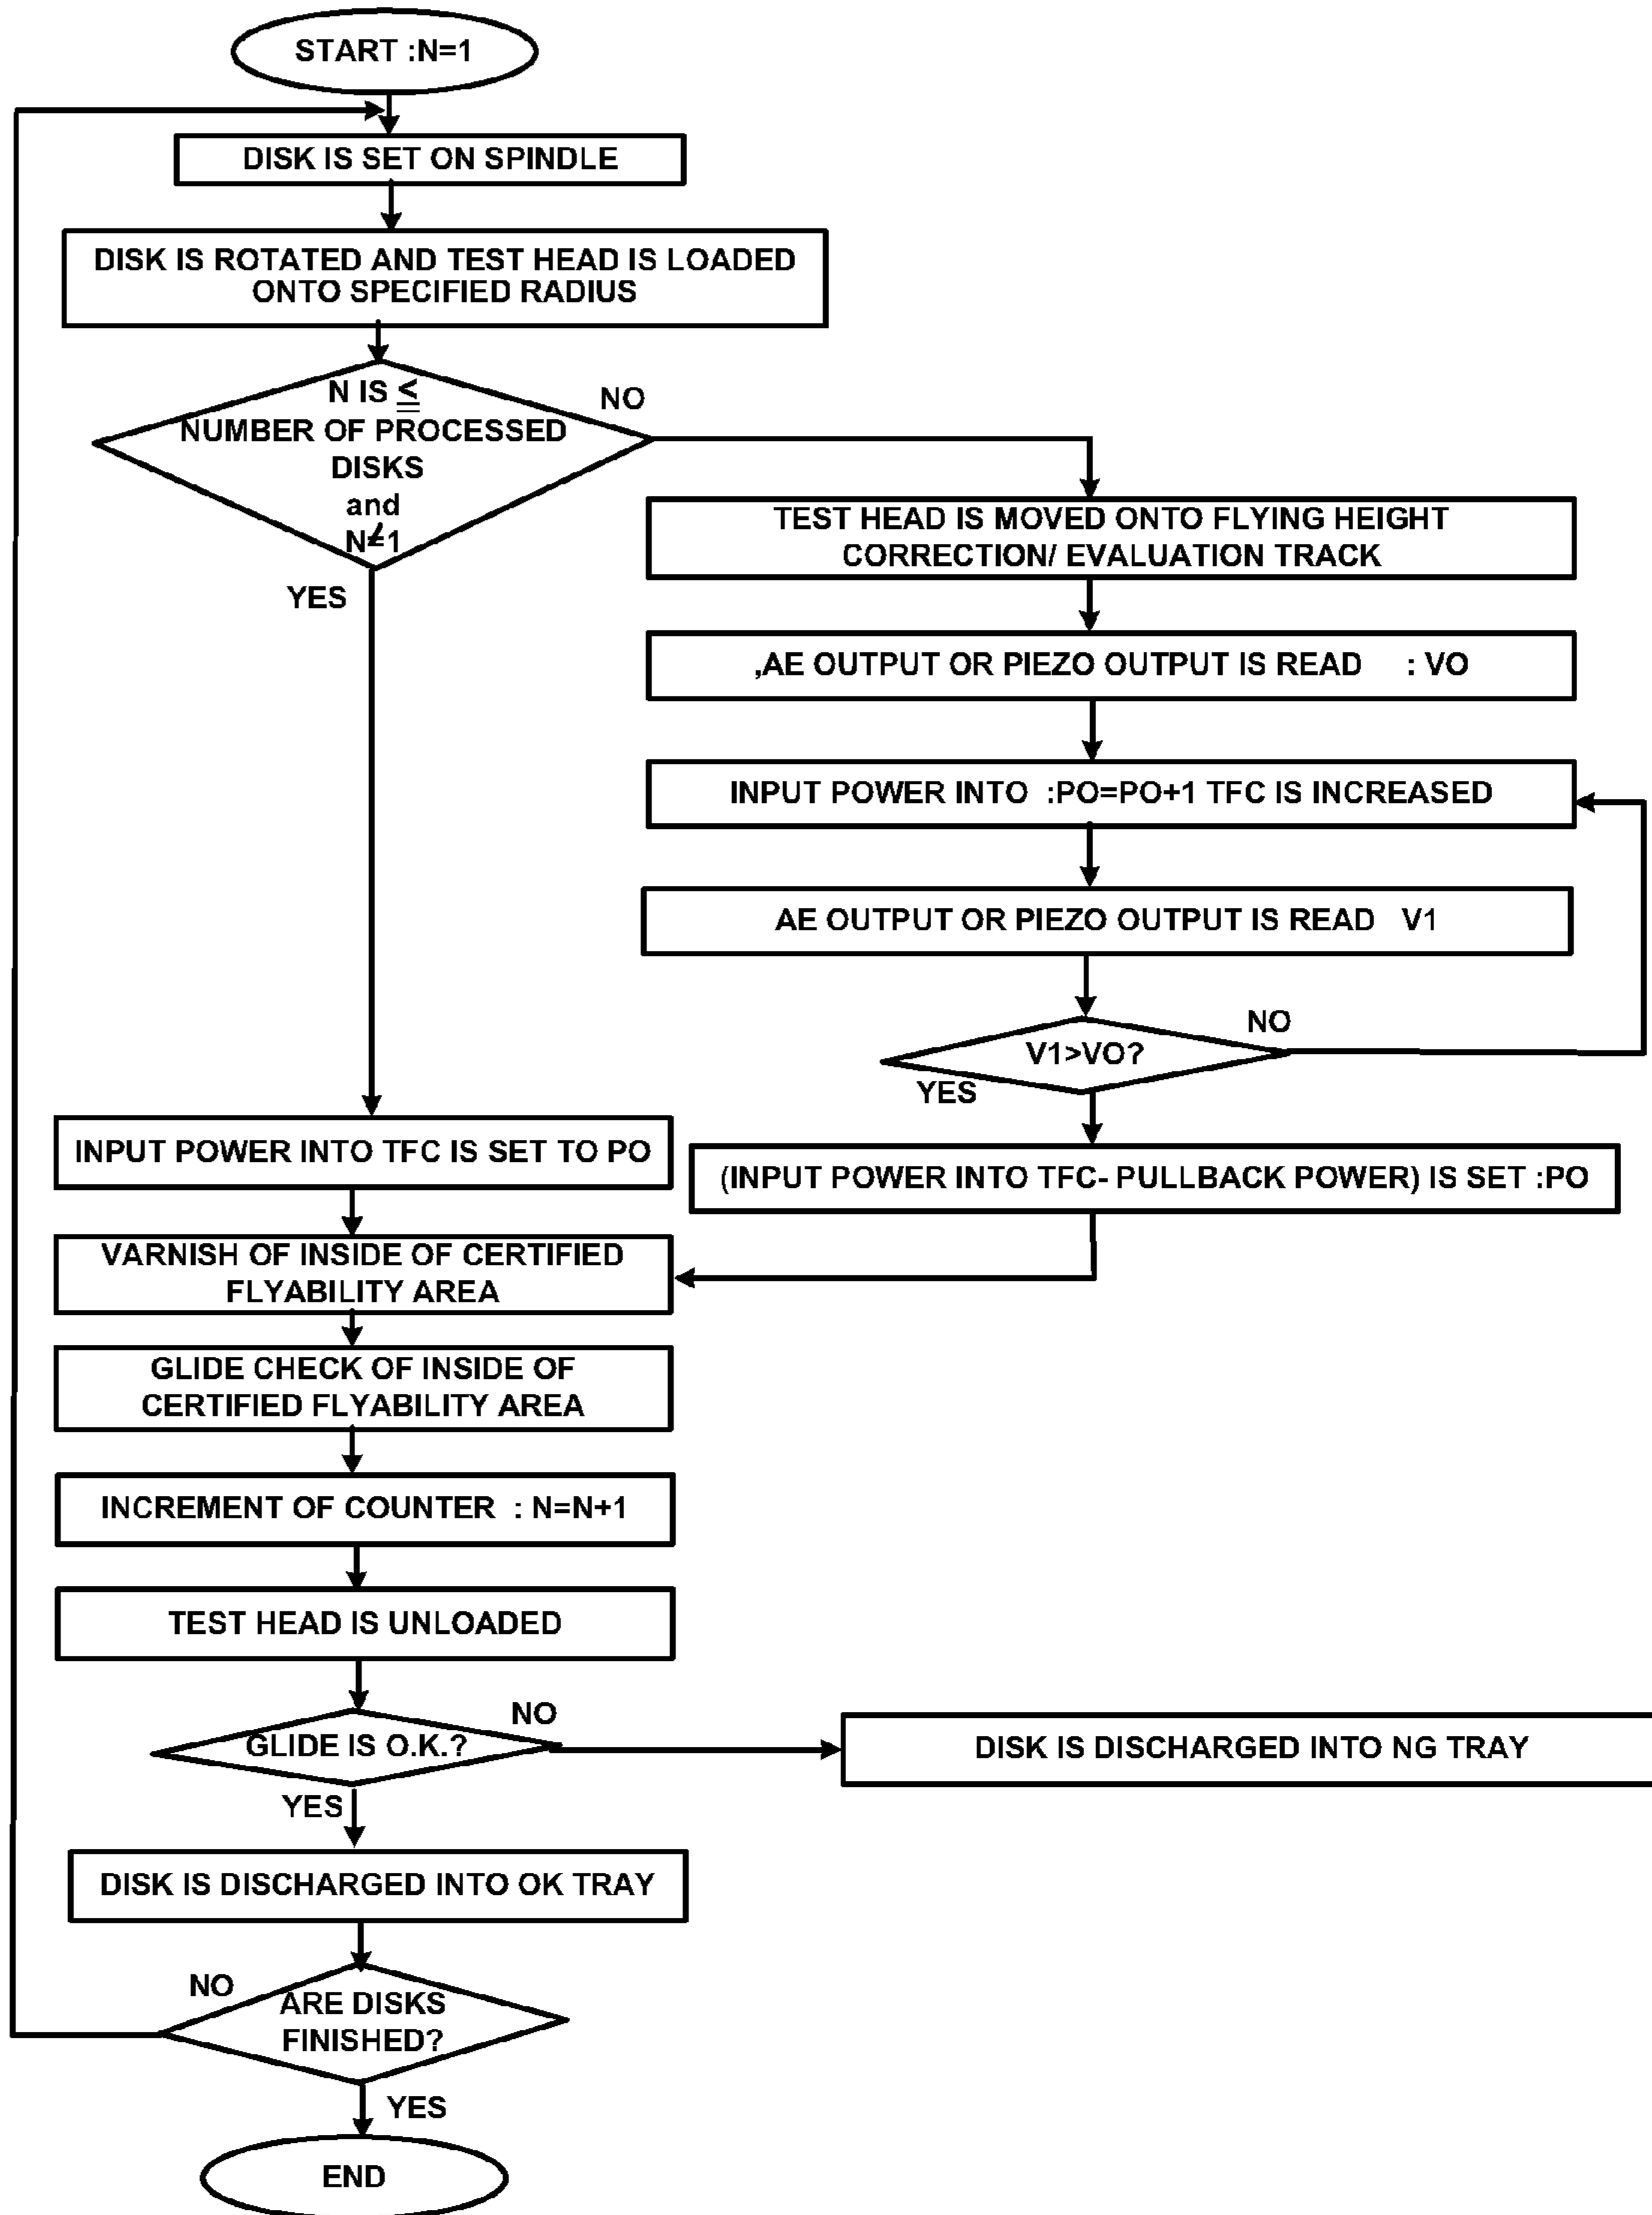 START :N=1
DISK IS SET ON SPINDLE
DISK IS ROTATED AND TEST HEAD IS LOADED
ONTO SPECIFIED RADIUS
N IS ≦
NUMBER OF PROCESSED
DISKS
and
N≠1
NO
YES
TEST HEAD IS MOVED ONTO FLYING HEIGHT
CORRECTION/ EVALUATION TRACK
,AE OUTPUT OR PIEZO OUTPUT IS READ : VO
INPUT POWER INTO :PO=PO+1 TFC IS INCREASED
AE OUTPUT OR PIEZO OUTPUT IS READ V1
V1>VO?
NO
YES
(INPUT POWER INTO TFC- PULLBACK POWER) IS SET :PO
INPUT POWER INTO TFC IS SET TO PO
VARNISH OF INSIDE OF CERTIFIED
FLYABILITY AREA
GLIDE CHECK OF INSIDE OF
CERTIFIED FLYABILITY AREA
INCREMENT OF COUNTER : N=N+1
TEST HEAD IS UNLOADED
GLIDE IS O.K.?
NO
DISK IS DISCHARGED INTO NG TRAY
YES
DISK IS DISCHARGED INTO OK TRAY
NO
ARE DISKS
FINISHED?
YES
END